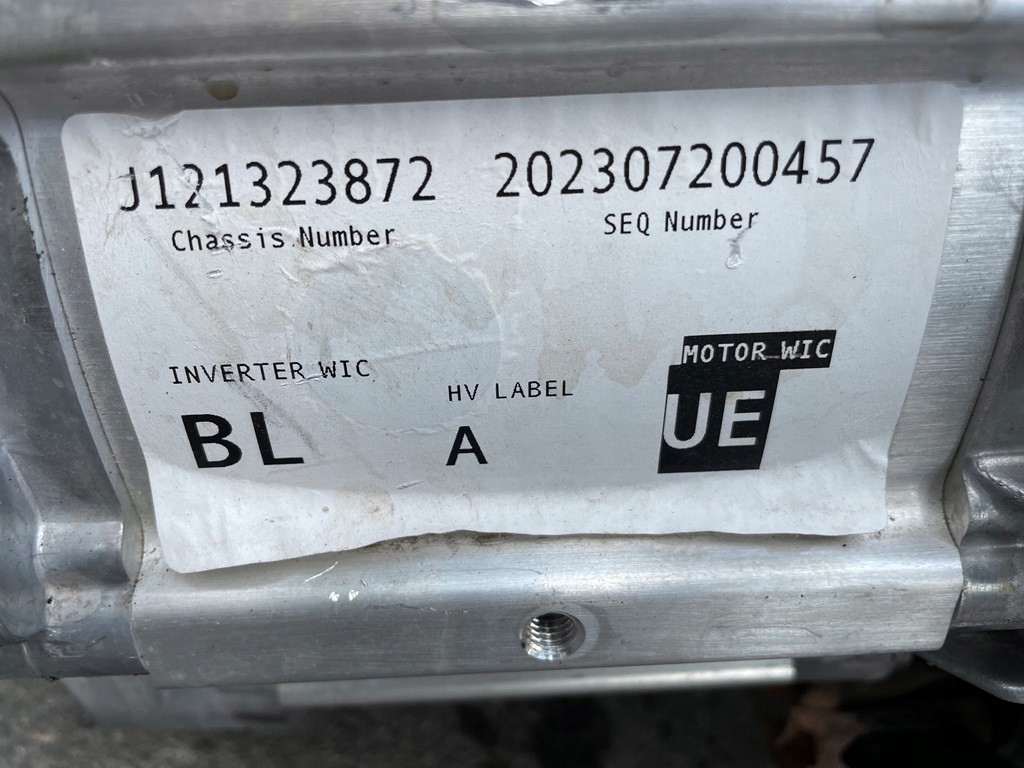 J121323872 202307200457
Chassis Number SEQ Number
INVERTER WIC HV LABEL MOTOR WIC
BL A UE